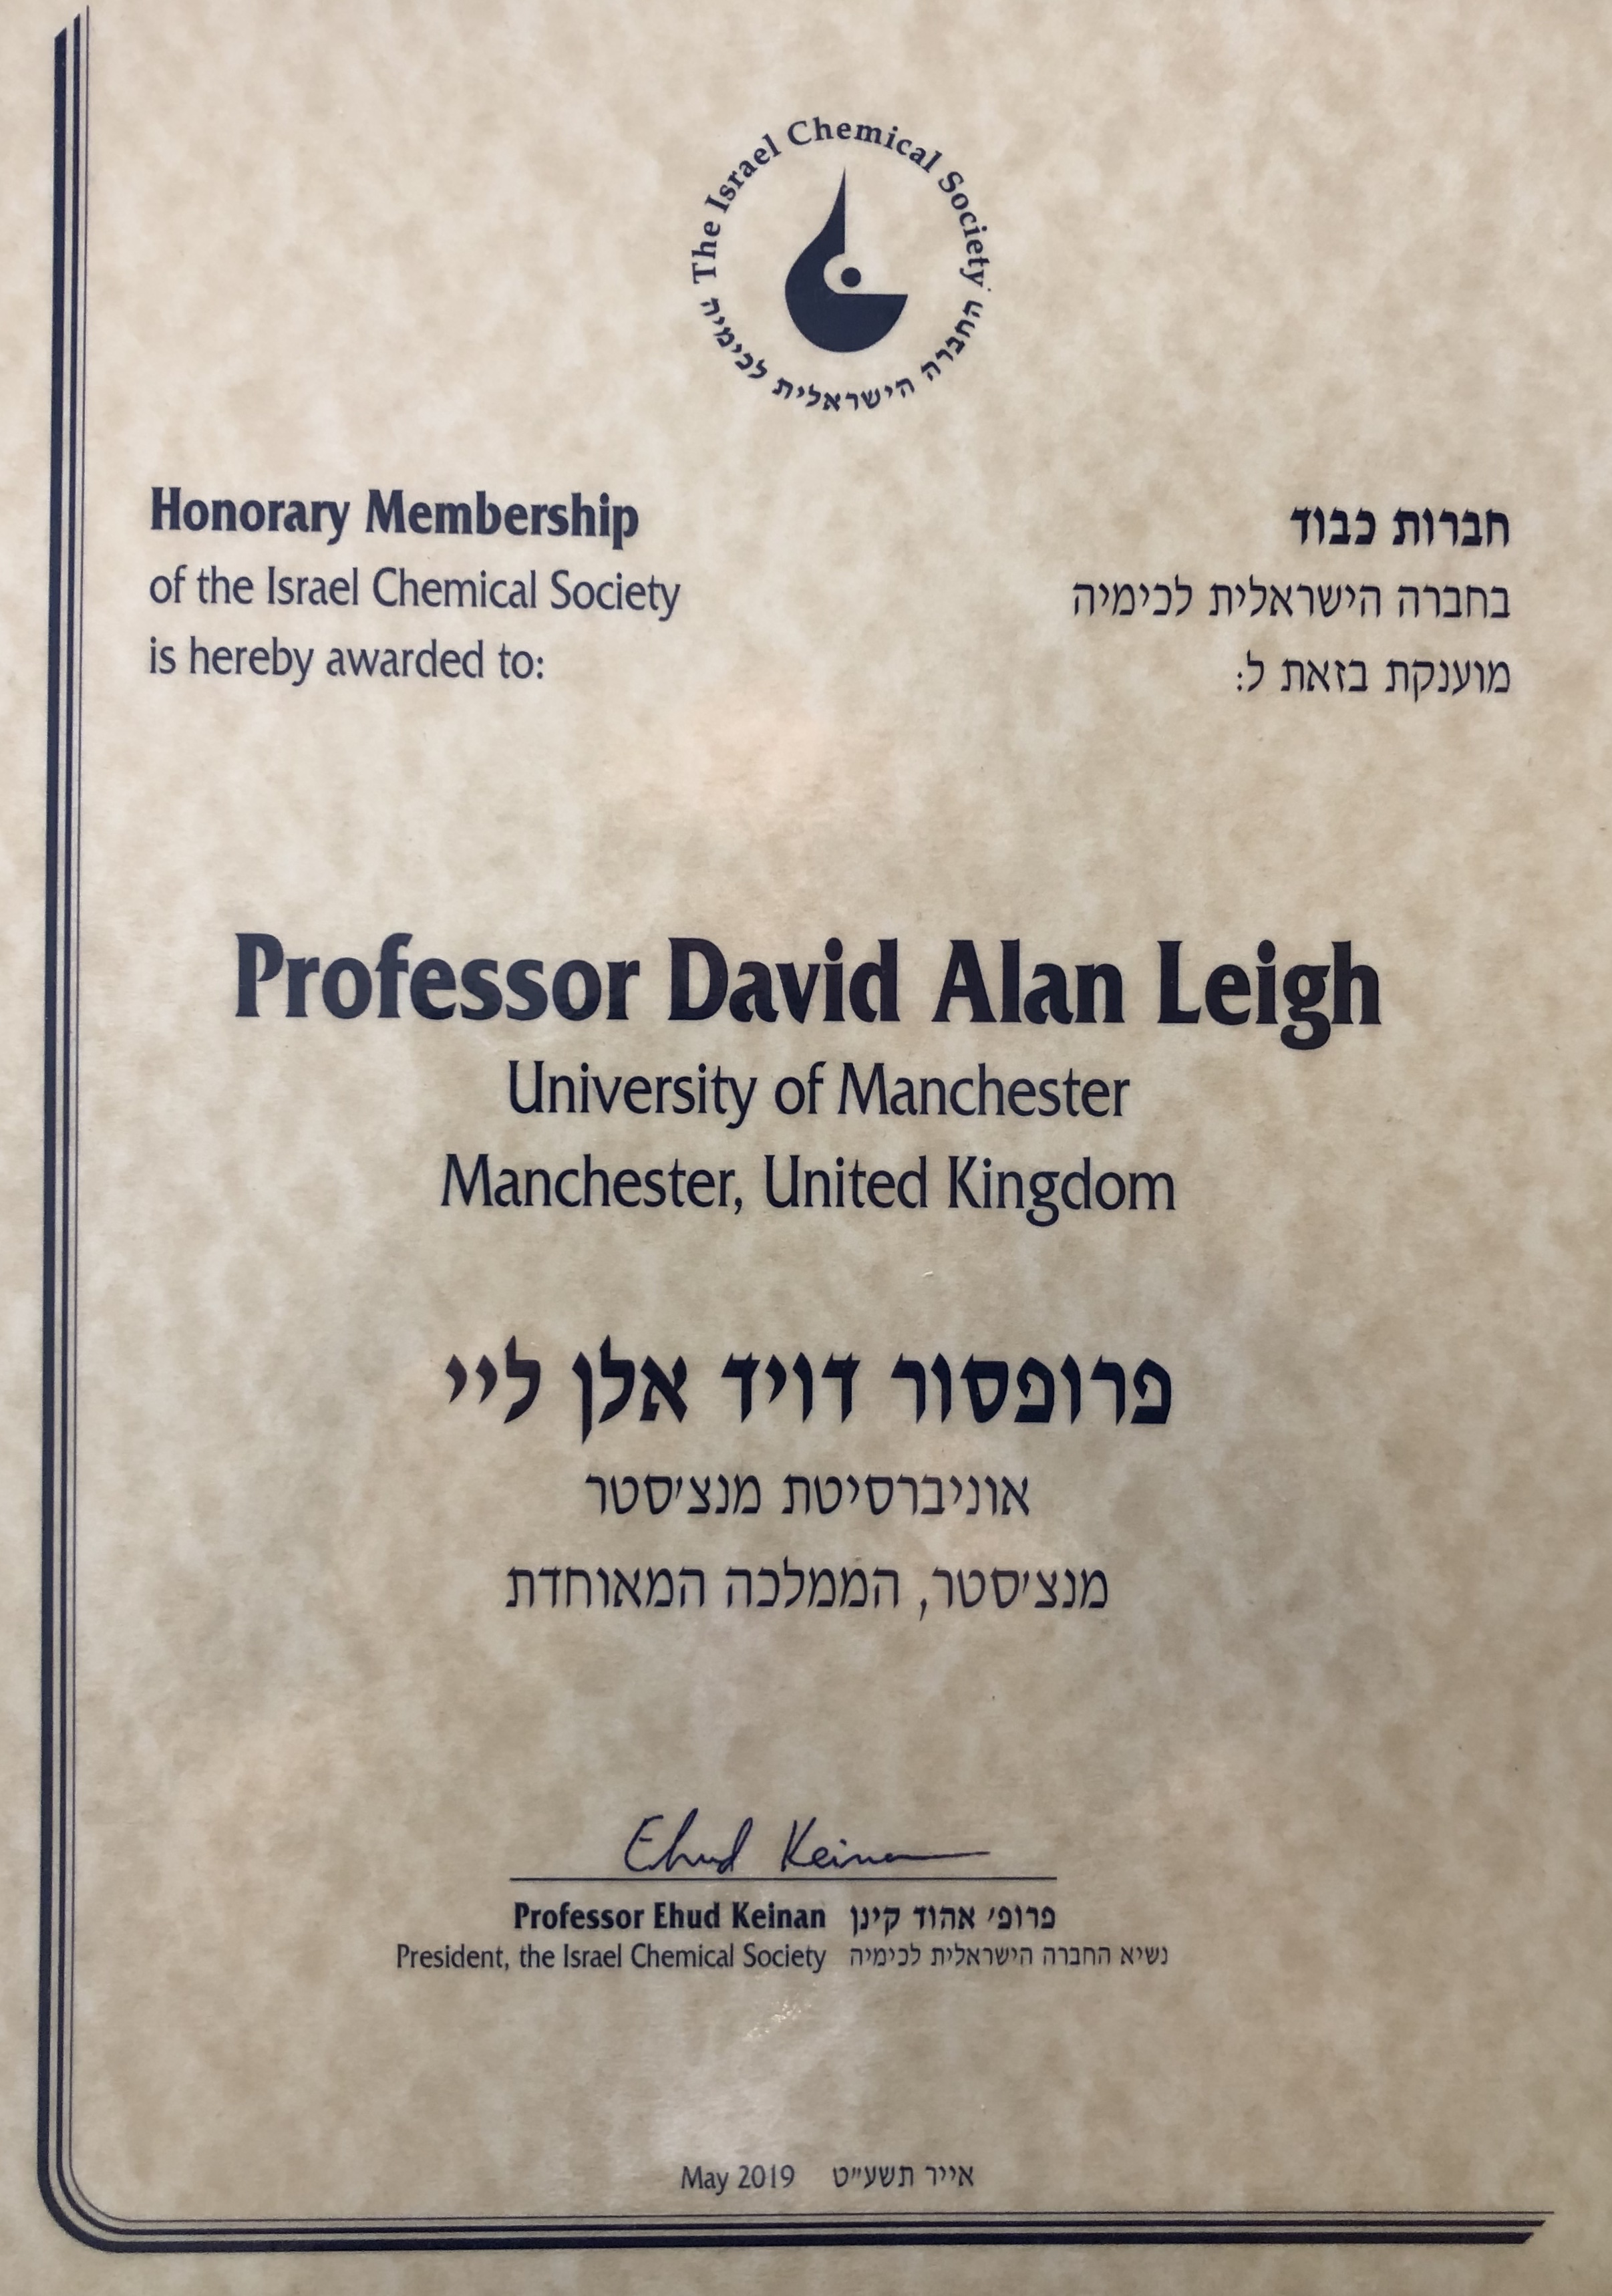 The Israel Chemical Society
החברה הישראלית לכימיה
Honorary Membership
of the Israel Chemical Society
is hereby awarded to:
חברות כבוד
בחברה הישראלית לכימיה
מוענקת בזאת ל:
Professor David Alan Leigh
University of Manchester
Manchester, United Kingdom
פרופסור דויד אלן ליי
אוניברסיטת מנצ'סטר
מנצ'סטר, הממלכה המאוחדת
Ehud Keinan
Professor Ehud Keinan פרופ' אהוד קינן
President, the Israel Chemical Society נשיא החברה הישראלית לכימיה
May 2019 אייר תשע"ט